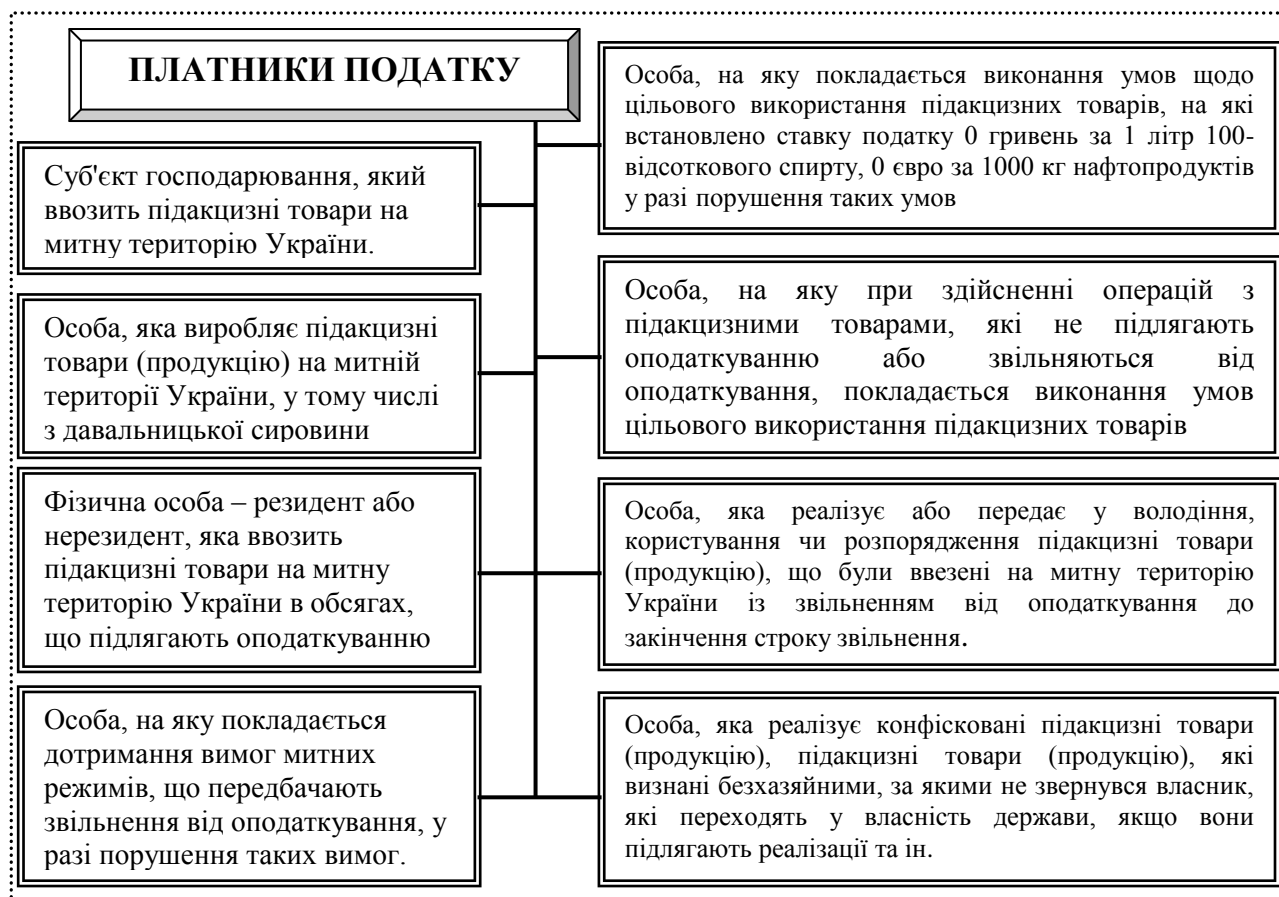 ПЛАТНИКИ ПОДАТКУ
Суб'єкт господарювання, який
ввозить підакцизні товари на
митну територію України.
Особа, яка виробляє підакцизні
товари (продукцію) на митній
території України, у тому числі
з давальницької сировини
Фізична особа – резидент або
нерезидент, яка ввозить
підакцизні товари на митну
територію України в обсягах,
що підлягають оподаткуванню
Особа, на яку покладається
дотримання вимог митних
режимів, що передбачають
звільнення від оподаткування, у
разі порушення таких вимог.
Особа, на яку покладається виконання умов щодо
цільового використання підакцизних товарів, на які
встановлено ставку податку 0 гривень за 1 літр 100-
відсоткового спирту, 0 євро за 1000 кг нафтопродуктів
у разі порушення таких умов
Особа, на яку при здійсненні операцій з
підакцизними товарами, які не підлягають
оподаткуванню або звільняються від
оподаткування, покладається виконання умов
цільового використання підакцизних товарів
Особа, яка реалізує або передає у володіння,
користування чи розпорядження підакцизні товари
(продукцію), що були ввезені на митну територію
України із звільненням від оподаткування до
закінчення строку звільнення.
Особа, яка реалізує конфісковані підакцизні товари
(продукцію), підакцизні товари (продукцію), які
визнані безхазяйними, за якими не звернувся власник,
які переходять у власність держави, якщо вони
підлягають реалізації та ін.